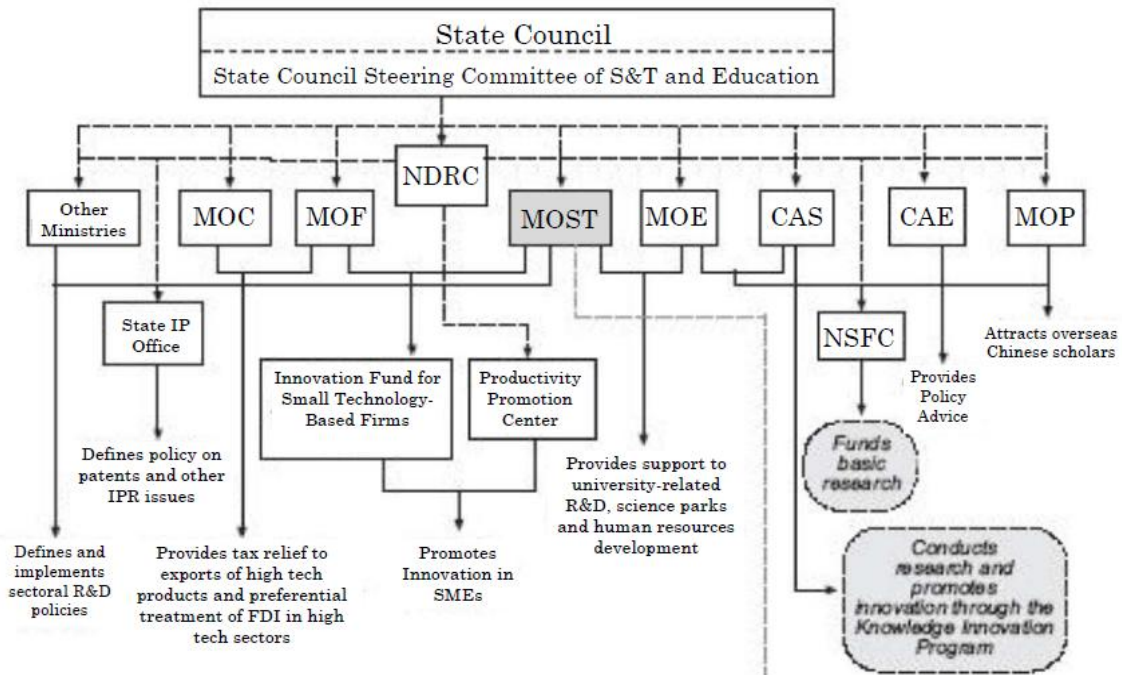 State Council
State Council Steering Committee of S&T and Education
NDRC
Other
Ministries
MOC
MOF
MOST
MOE
CAS
CAE
MOP
State IP
Office
NSFC
Attracts overseas
Chinese scholars
Innovation Fund for
Small Technology-
Based Firms
Productivity
Promotion
Center
Provides
Policy
Advice
Defines policy on
patents and other
IPR issues
Provides support to
university-related
R&D, science parks
and human resources
development
Funds
basic
research
Defines and
implements
sectoral R&D
policies
Provides tax relief to
exports of high tech
products and preferential
treatment of FDI in high
tech sectors
Promotes
Innovation in
SMEs
Conducts
research and
promotes
innovation through the
Knowledge Innovation
Program